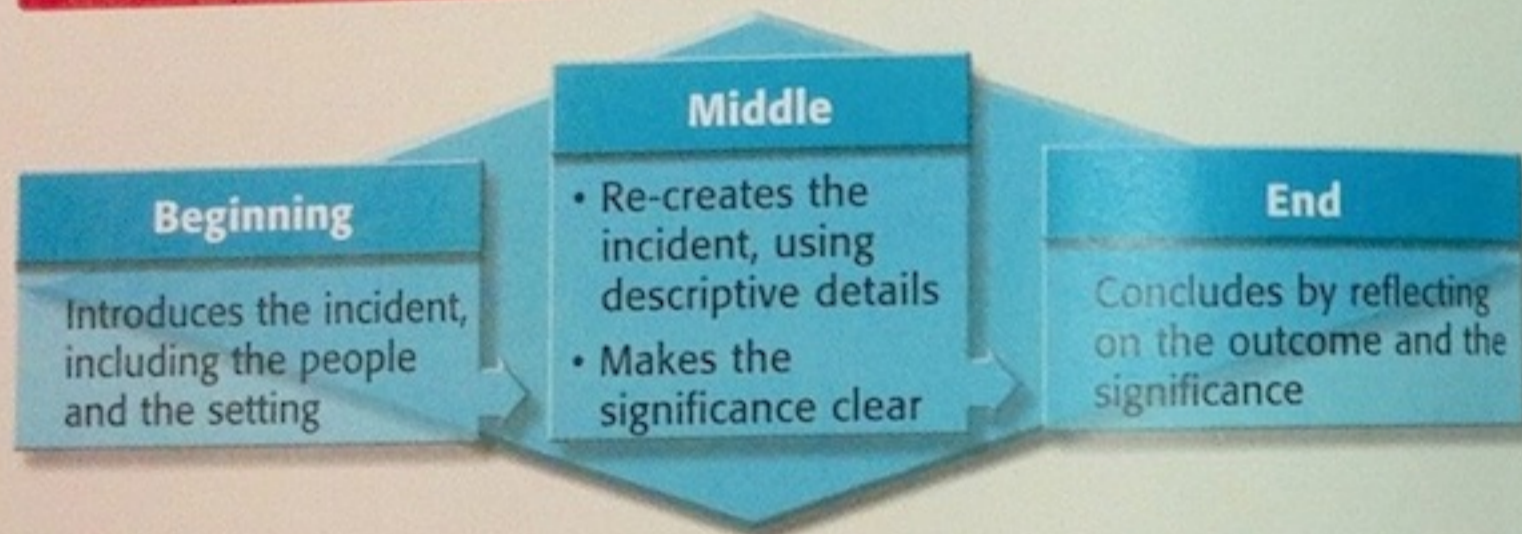 Beginning
Introduces the incident,
including the people
and the setting
Middle
• Re-creates the
incident, using
descriptive details
• Makes the
significance clear
End
Concludes by reflecting
on the outcome and the
significance